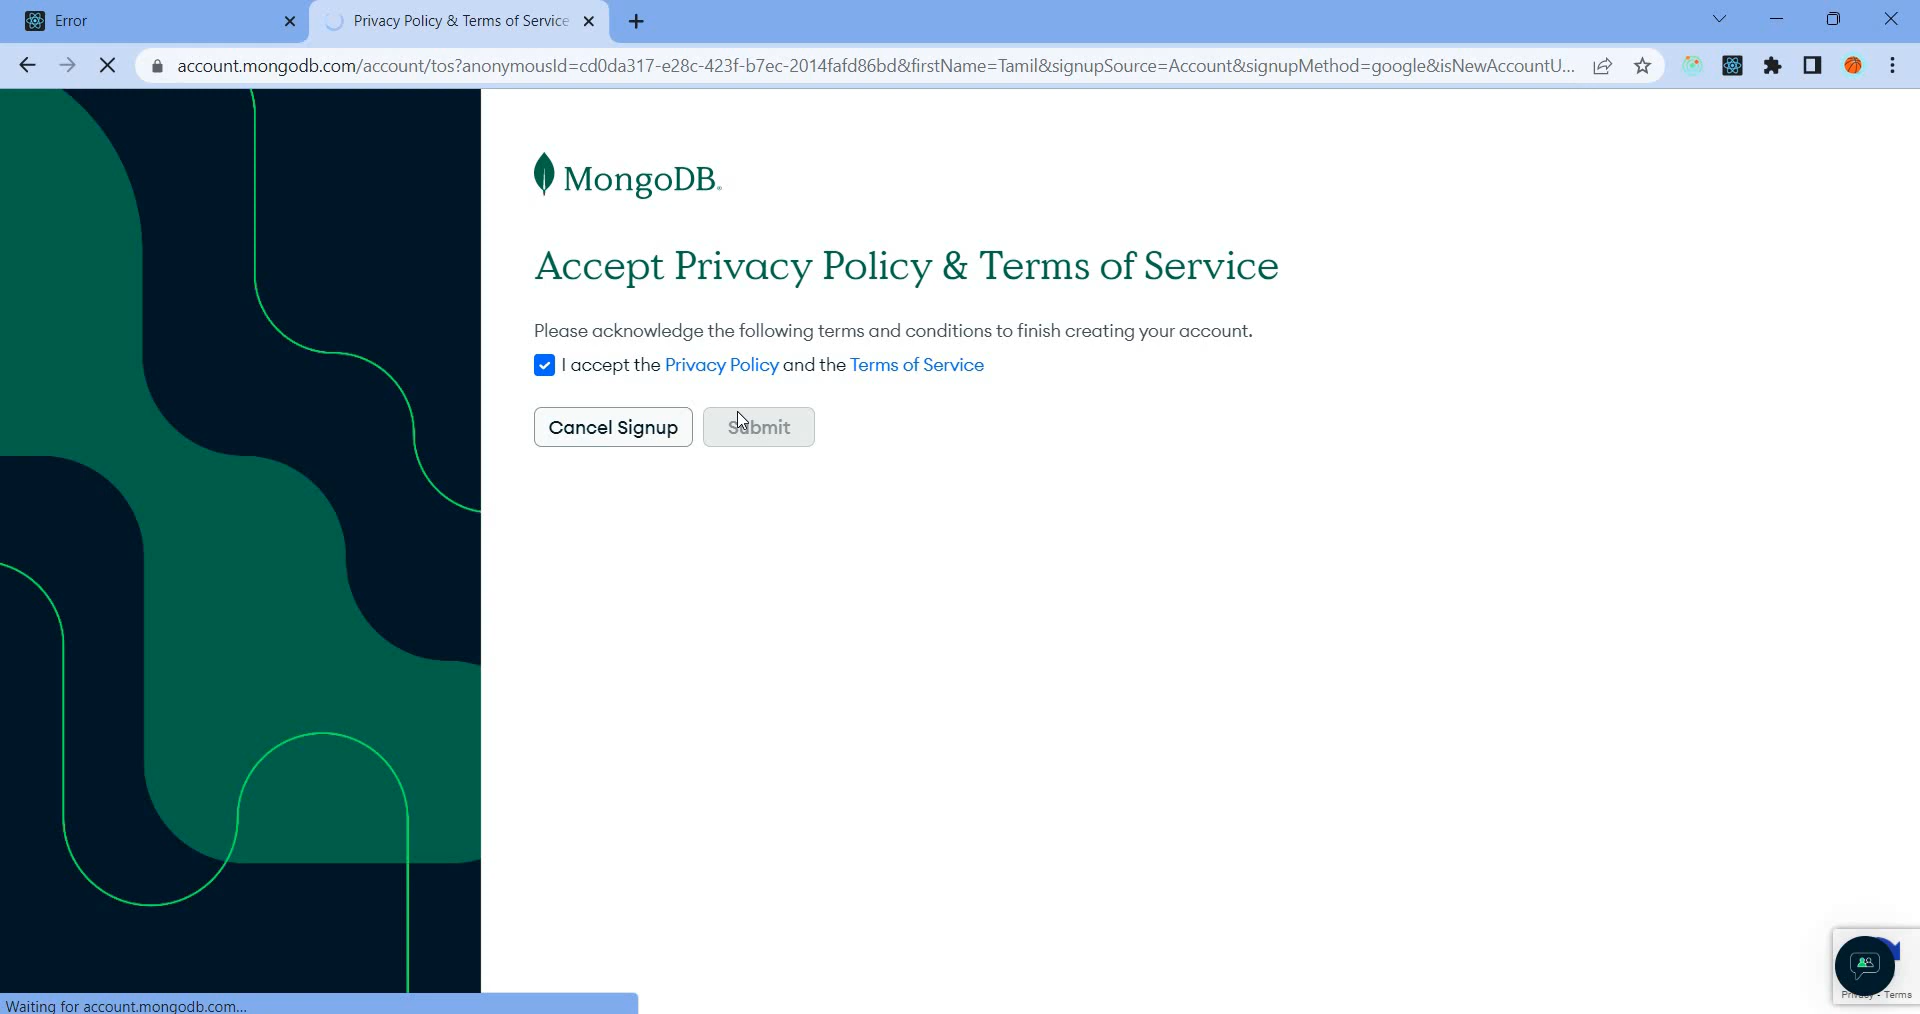 Error
Privacy Policy & Terms of Service
account.mongodb.com/account/tos?anonymousId=cd0da317-e28c-423f-b7ec-2014fafd86bd&firstName=Tamil&signupSource=Account&signupMethod=google&isNewAccountU...
MongoDB
Accept Privacy Policy & Terms of Service
Please acknowledge the following terms and conditions to finish creating your account.
I accept the Privacy Policy and the Terms of Service
Cancel Signup
Submit
Privacy - Terms
Waiting for account.mongodb.com...